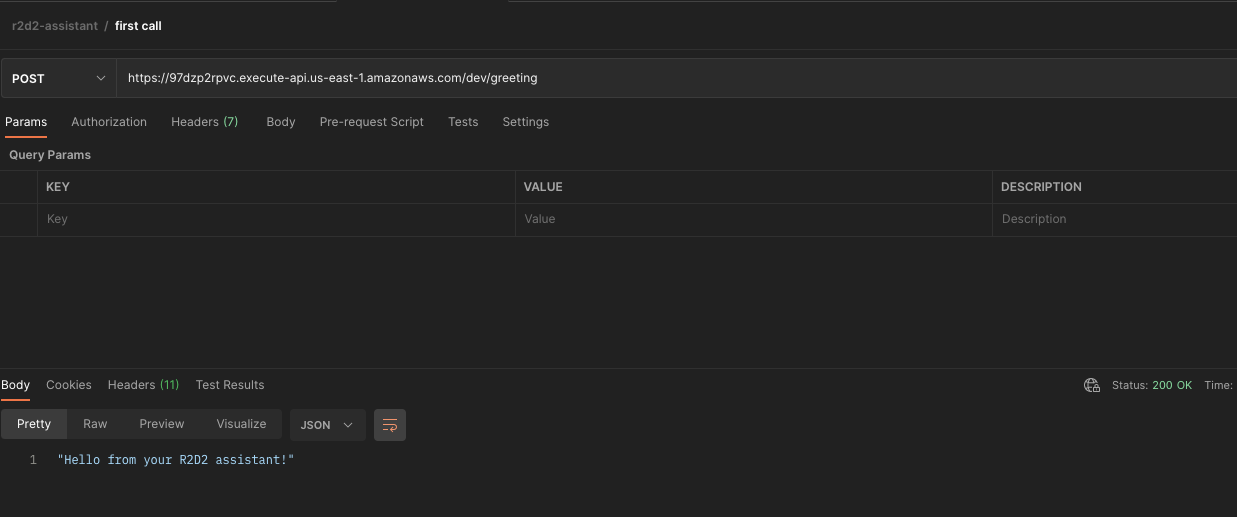 r2d2-assistant / first call
POST https://97dzp2rpvc.execute-api.us-east-1.amazonaws.com/dev/greeting
Params Authorization Headers (7) Body Pre-request Script Tests Settings
Query Params
KEY VALUE DESCRIPTION
Key Value Description
Body Cookies Headers (11) Test Results Status: 200 OK Time:
Pretty Raw Preview Visualize JSON
1 "Hello from your R2D2 assistant!"